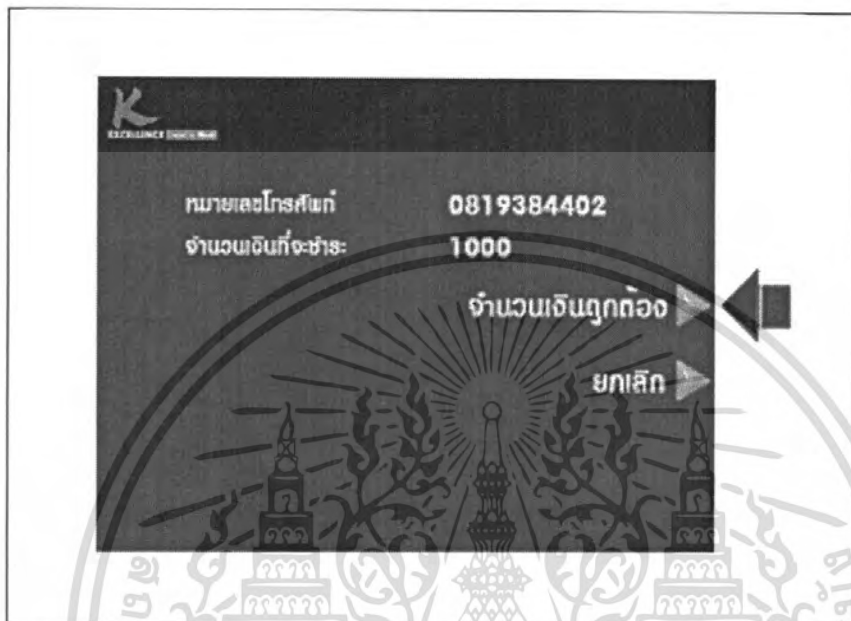 K
EXCELLENCE
หมายเลขโทรศัพท์ 0819384402
จำนวนเงินที่จะชำระ 1000
จำนวนเงินถูกต้อง
ยกเลิก